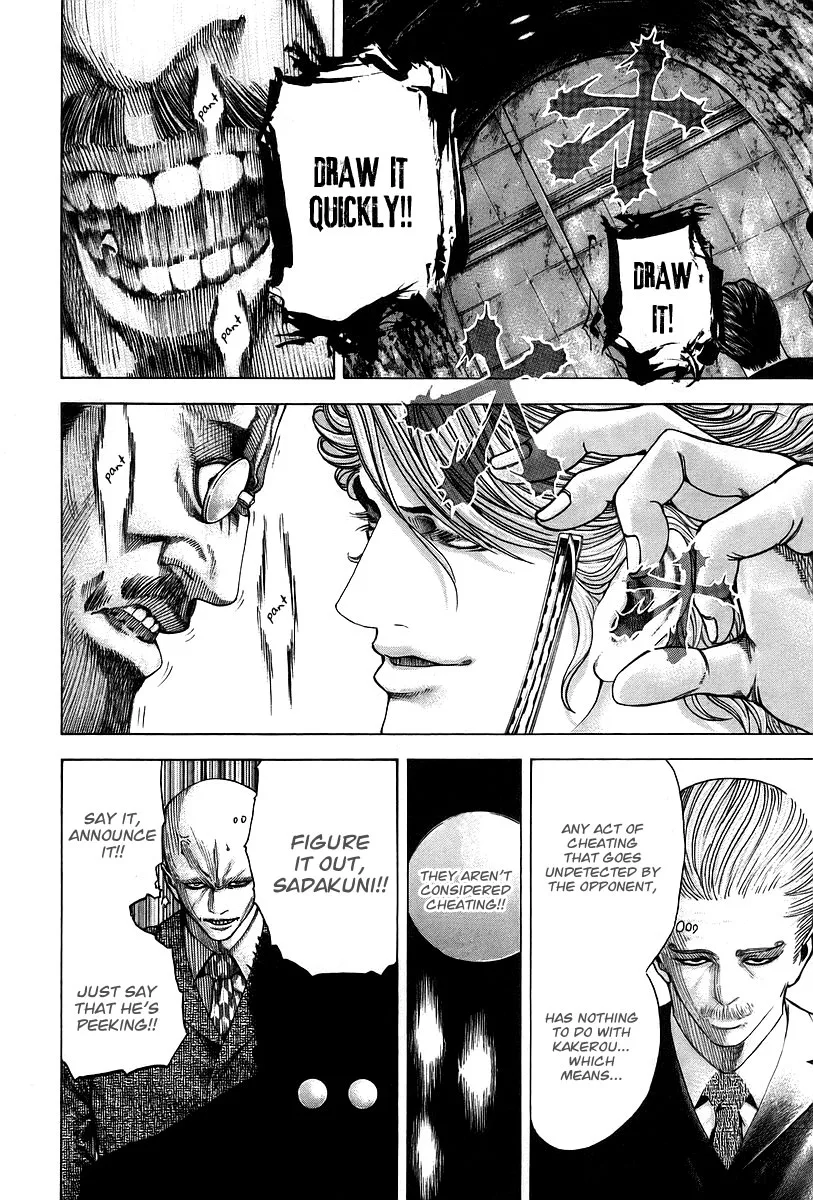 DRAW
IT!
DRAW IT
QUICKLY!!
pant
pant
pant
pant
ANY ACT OF
CHEATING
THAT GOES
UNDETECTED BY
THE OPPONENT,
009
HAS NOTHING
TO DO WITH
KAKEROU...
WHICH
MEANS...
THEY AREN'T
CONSIDERED
CHEATING!!
FIGURE
IT OUT,
SADAKUNI!!
00
SAY IT,
ANNOUNCE
IT!!
JUST SAY
THAT HE'S
PEEKING!!